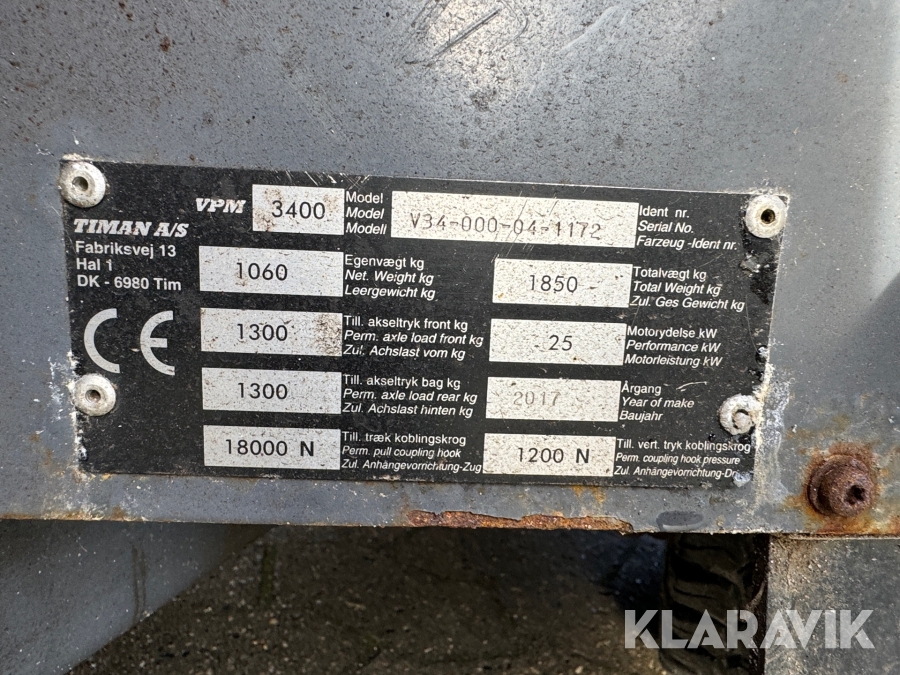 TIMAN A/S
Fabriksvej 13
Hal 1
DK - 6980 Tim
CE
VPM 3400
Model
Model
Modell
V34-000-04-1172
Ident nr.
Serial No.
Farzeug -Ident nr.
1060
Egenvægt kg
Net. Weight kg
Leergewicht kg
1850
Totalvægt kg
Total Weight kg
Zul. Ges Gewicht kg
1300
Till. akseltryk front kg
Perm. axle load front kg
Zul. Achslast vom kg
25
Motorydelse kW
Performance kW
Motorleistung kW
1300
Till. akseltryk bag kg
Perm. axle load rear kg
Zul. Achslast hinten kg
2017
Årgang
Year of make
Baujahr
18000 N
Till. træk koblingskrog
Perm. pull coupling hook
Zul. Anhängevorrichtung-Zug
1200 N
Till. vert. tryk koblingskrog
Perm. coupling hook pressure
Zul. Anhängevorrichtung-Dr
KLARAVIK